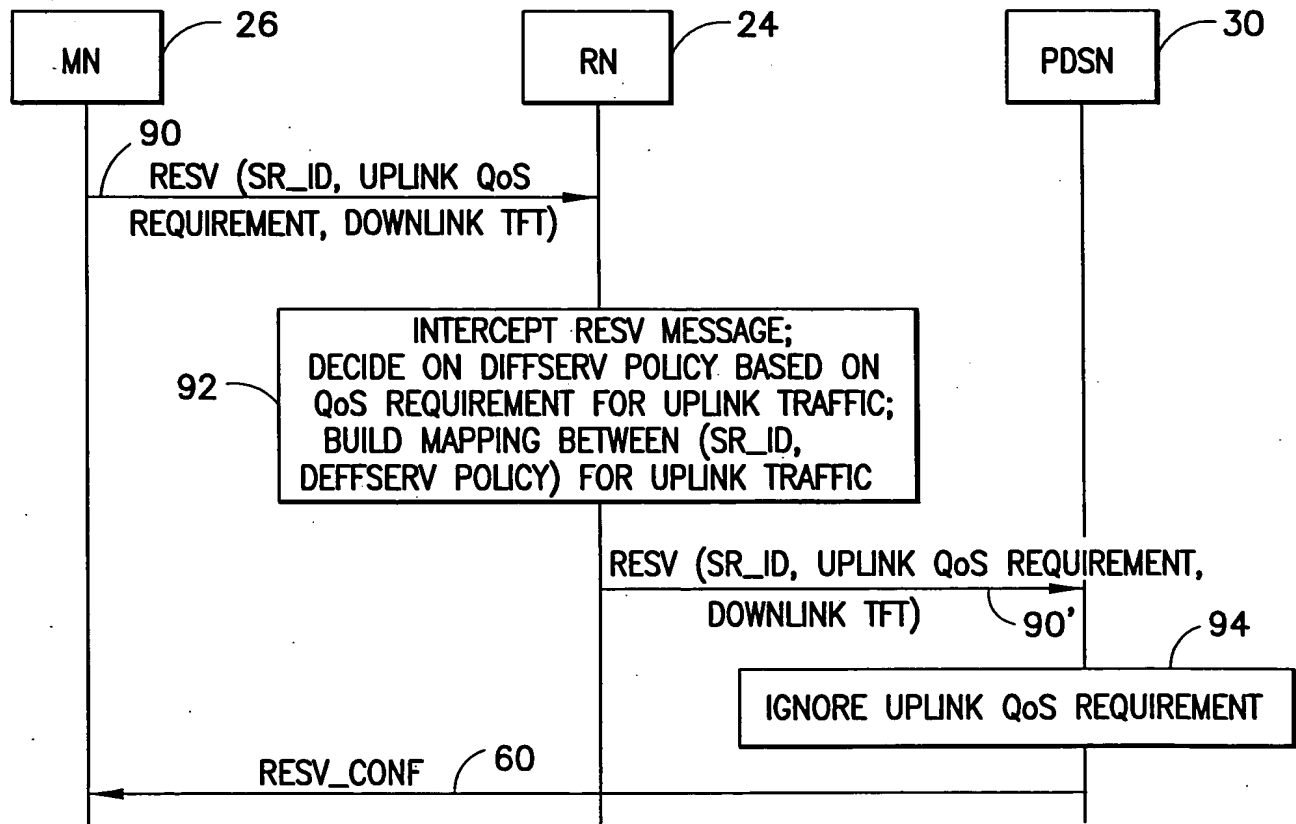 26
24
30
MN
RN
PDSN
90
RESV (SR_ID, UPLINK QoS
REQUIREMENT, DOWNLINK TFT)
92
INTERCEPT RESV MESSAGE;
DECIDE ON DIFFSERV POLICY BASED ON
QoS REQUIREMENT FOR UPLINK TRAFFIC;
BUILD MAPPING BETWEEN (SR_ID,
DEFFSERV POLICY) FOR UPLINK TRAFFIC
RESV (SR_ID, UPLINK QoS REQUIREMENT,
DOWNLINK TFT)
90'
94
IGNORE UPLINK QoS REQUIREMENT
RESV_CONF
60